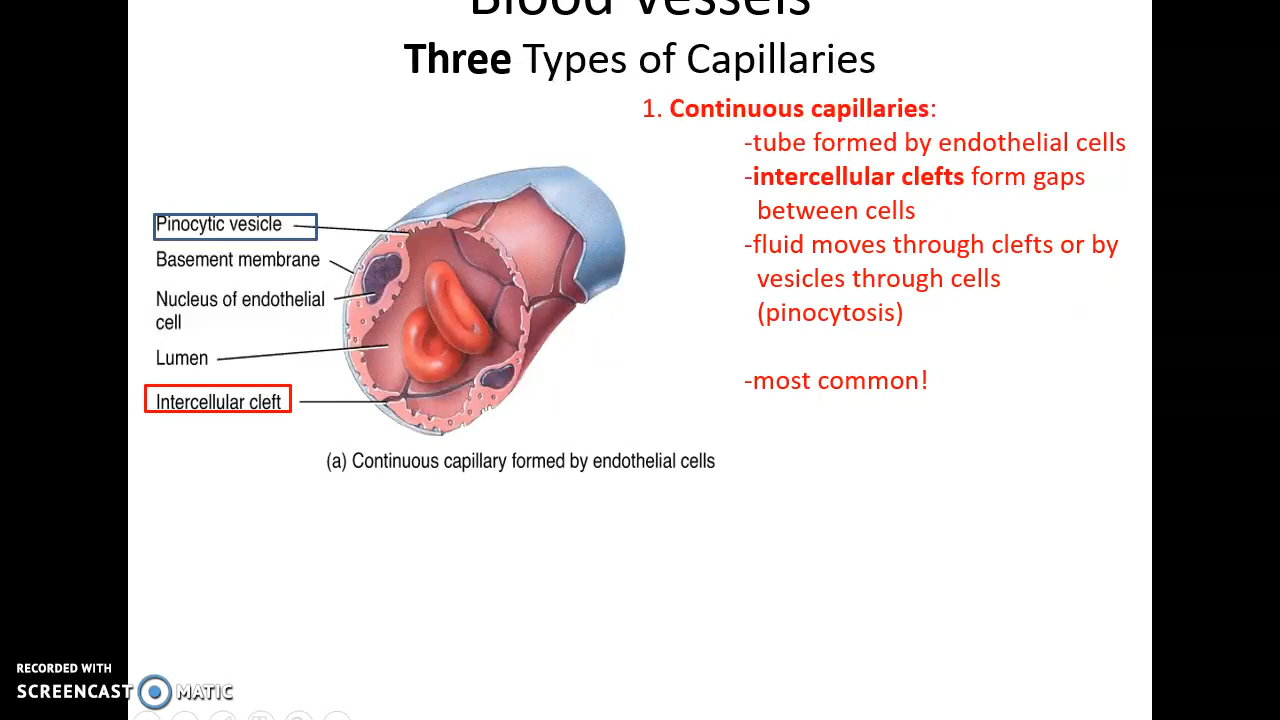 Blood Vessels
Three Types of Capillaries
1. Continuous capillaries:
-tube formed by endothelial cells
-intercellular clefts form gaps
between cells
-fluid moves through clefts or by
vesicles through cells
(pinocytosis)
-most common!
Pinocytic vesicle
Basement membrane
Nucleus of endothelial
cell
Lumen
Intercellular cleft
(a) Continuous capillary formed by endothelial cells
RECORDED WITH
SCREENCAST MATIC